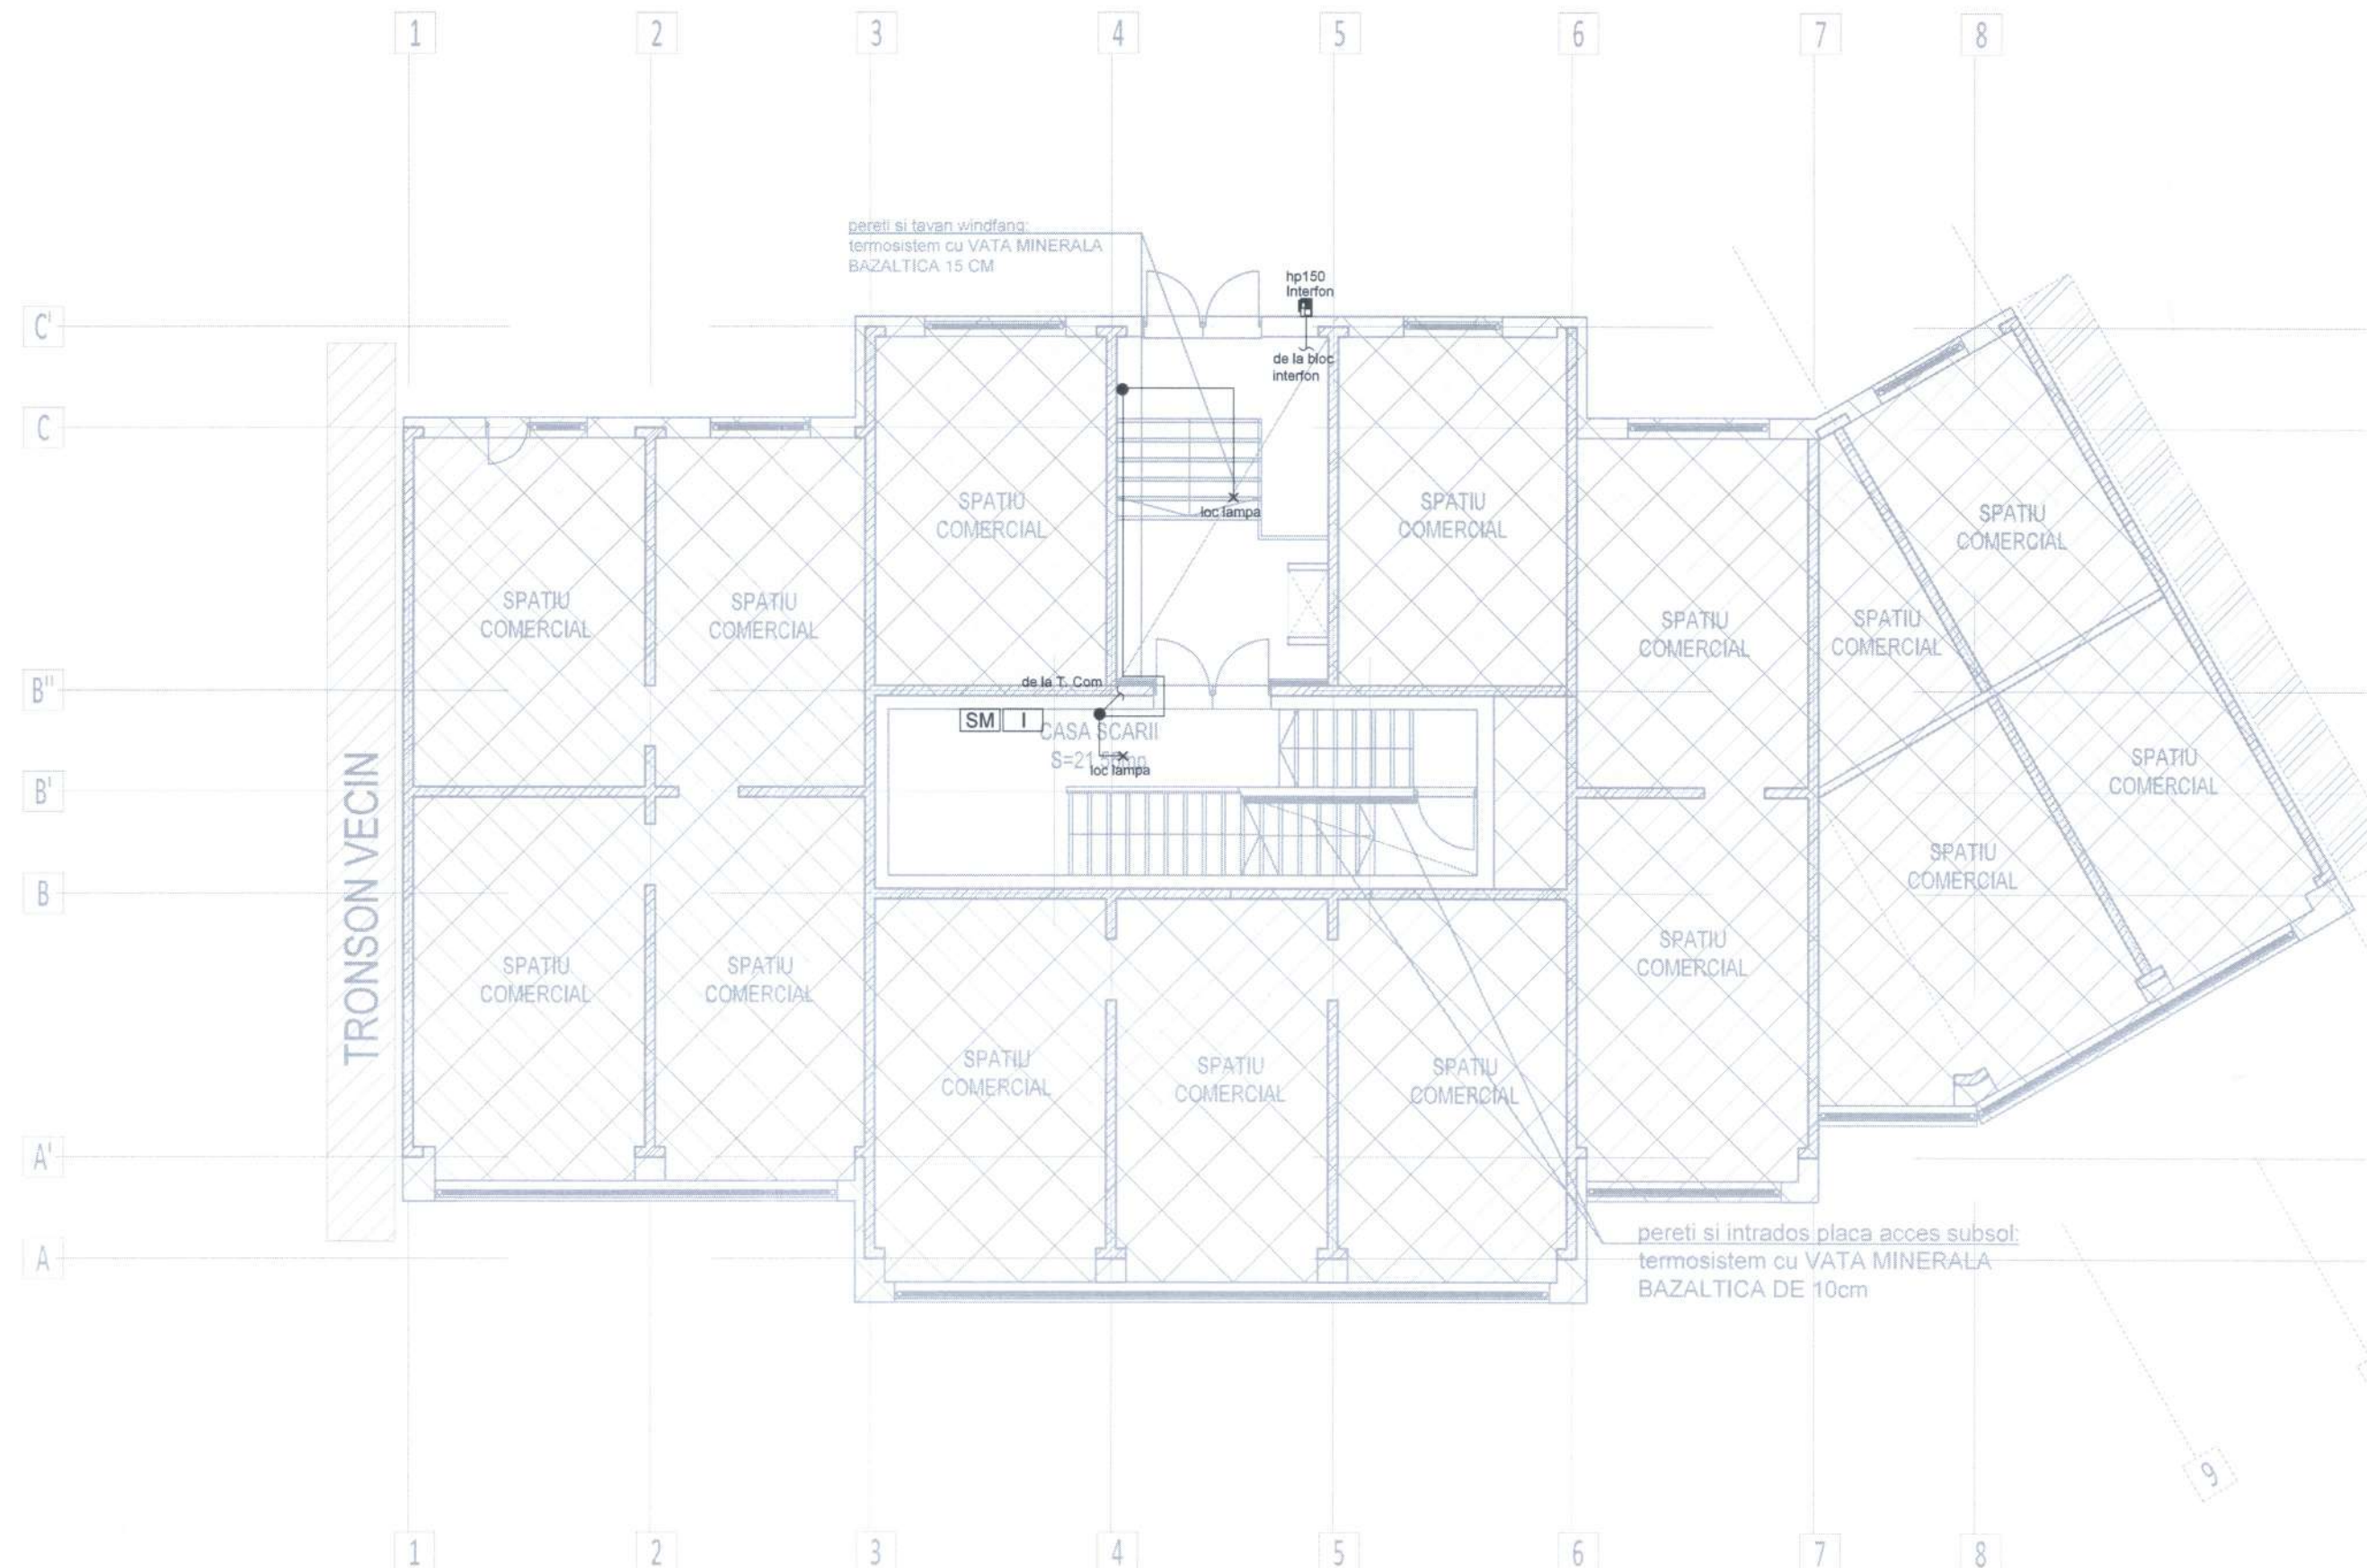 1 2 3 4 5 6 7 8
pereti si tavan windfang:
termosistem cu VATA MINERALA
BAZALTICA 15 CM
hp150
Interfon
C'
de la bloc
interfon
C
SPATIU
COMERCIAL
SPATIU
COMERCIAL
SPATIU
COMERCIAL
loc lampa
SPATIU
COMERCIAL
SPATIU
COMERCIAL
SPATIU
COMERCIAL
SPATIU
COMERCIAL
B''
de la T. Com
SM I
CASA SCARII
loc lampa
B'
TRONSON VECIN
SPATIU
COMERCIAL
SPATIU
COMERCIAL
B
SPATIU
COMERCIAL
SPATIU
COMERCIAL
SPATIU
COMERCIAL
SPATIU
COMERCIAL
SPATIU
COMERCIAL
SPATIU
COMERCIAL
A'
A
pereti si intrados placa acces subsol:
termosistem cu VATA MINERALA
BAZALTICA DE 10cm
9
1 2 3 4 5 6 7 8